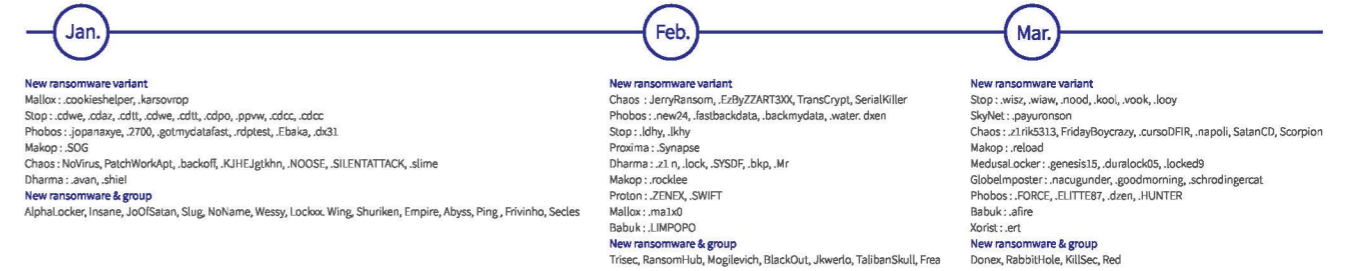 Jan.
New ransomware variant
Mallox : .cookieshelper, .karsovrop
Stop : .cdwe, .cdaz, .cdtt, .cdwe, .cdtt, .cdpo, .ppvw, .cdcc, .cdcc
Phobos : .jopanaxye, .2700, .gotmydatafast, .rdptest, .Ebaka, .dx31
Makop : .SOG
Chaos : NoVirus, PatchWorkApt, .backoff, .KJHEJgtkhn, .NOOSE, .SILENTATTACK, .slime
Dharma : .avan, .shiel
New ransomware & group
AlphaLocker, Insane, JoOfSatan, Slug, NoName, Wessy, Lockxx. Wing, Shuriken, Empire, Abyss, Ping , Frivinho, Secles
Feb.
New ransomware variant
Chaos : JerryRansom, .EzByZZART3XX, TransCrypt, SerialKiller
Phobos : .new24, .fastbackdata, .backmydata, .water. dxen
Stop : .ldhy, .lkhy
Proxima : .Synapse
Dharma : .z1 n, .lock, .SYSDF, .bkp, .Mr
Makop : .rocklee
Proton : .ZENEX, .SWIFT
Mallox : .ma1x0
Babuk : .LIMPOPO
New ransomware & group
Trisec, RansomHub, Mogilevich, BlackOut, Jkwerlo, TalibanSkull, Frea
Mar.
New ransomware variant
Stop : .wisz, .wiaw, .nood, .kool, .vook, .looy
SkyNet : .payuronson
Chaos : .z1rik5313, FridayBoycrazy, .cursoDFIR, .napoli, SatanCD, Scorpion
Makop : .reload
MedusaLocker : .genesis15, .duralock05, .locked9
GlobeImposter : .nacugunder, .goodmorning, .schrodingercat
Phobos : .FORCE, .ELITTE87, .dzen, .HUNTER
Babuk : .afire
Xorist : .ert
New ransomware & group
Donex, RabbitHole, KillSec, Red